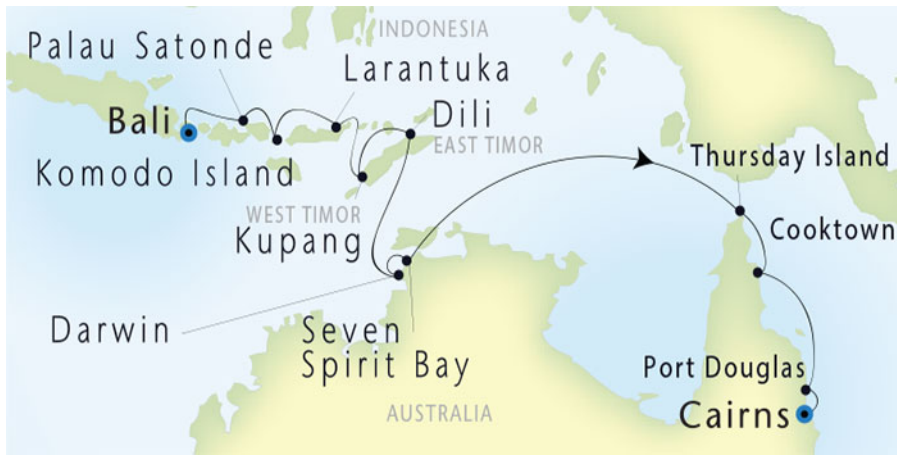 INDONESIA
Palau Satonde
Larantuka
Bali
Dili
EAST TIMOR
Komodo Island
Thursday Island
WEST TIMOR
Kupang
Cooktown
Darwin
Seven
Spirit Bay
Port Douglas
AUSTRALIA
Cairns